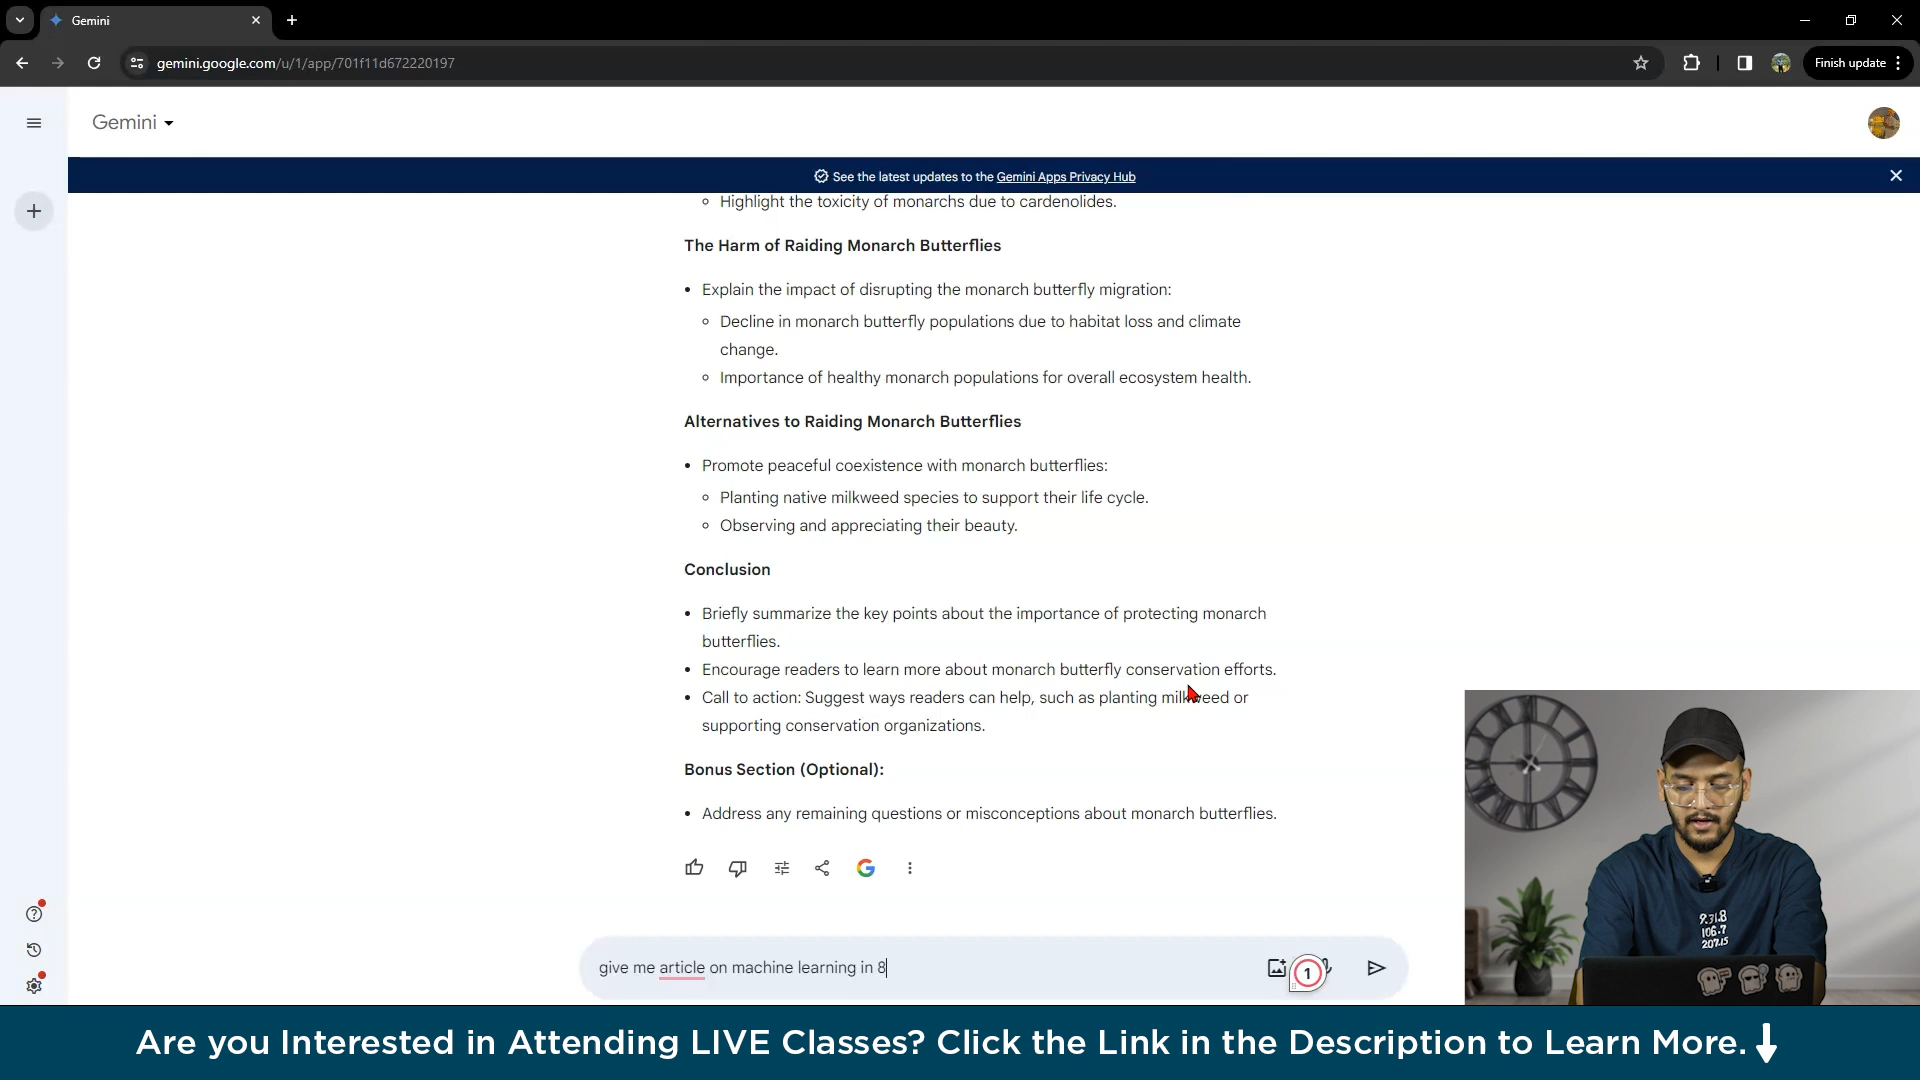 Gemini
gemini.google.com/u/1/app/701f11d672220197
Finish update
Gemini
See the latest updates to the Gemini Apps Privacy Hub
Highlight the toxicity of monarchs due to cardenolides.
The Harm of Raiding Monarch Butterflies
Explain the impact of disrupting the monarch butterfly migration:
Decline in monarch butterfly populations due to habitat loss and climate
change.
Importance of healthy monarch populations for overall ecosystem health.
Alternatives to Raiding Monarch Butterflies
Promote peaceful coexistence with monarch butterflies:
Planting native milkweed species to support their life cycle.
Observing and appreciating their beauty.
Conclusion
Briefly summarize the key points about the importance of protecting monarch
butterflies.
Encourage readers to learn more about monarch butterfly conservation efforts.
Call to action: Suggest ways readers can help, such as planting milkweed or
supporting conservation organizations.
Bonus Section (Optional):
Address any remaining questions or misconceptions about monarch butterflies.
give me article on machine learning in 8
1
106.7
207.15
Are you Interested in Attending LIVE Classes? Click the Link in the Description to Learn More.